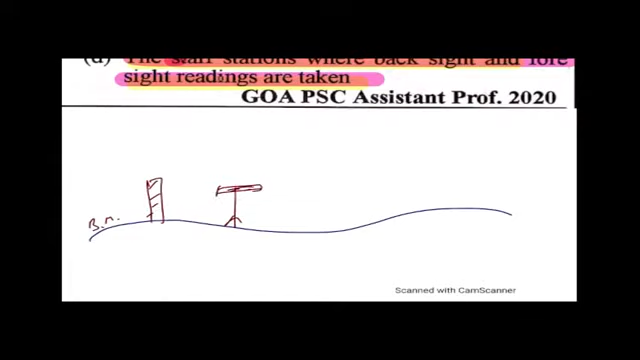 (d) The staff stations where back sight and fore
sight readings are taken
GOA PSC Assistant Prof. 2020
B.M.
Scanned with CamScanner